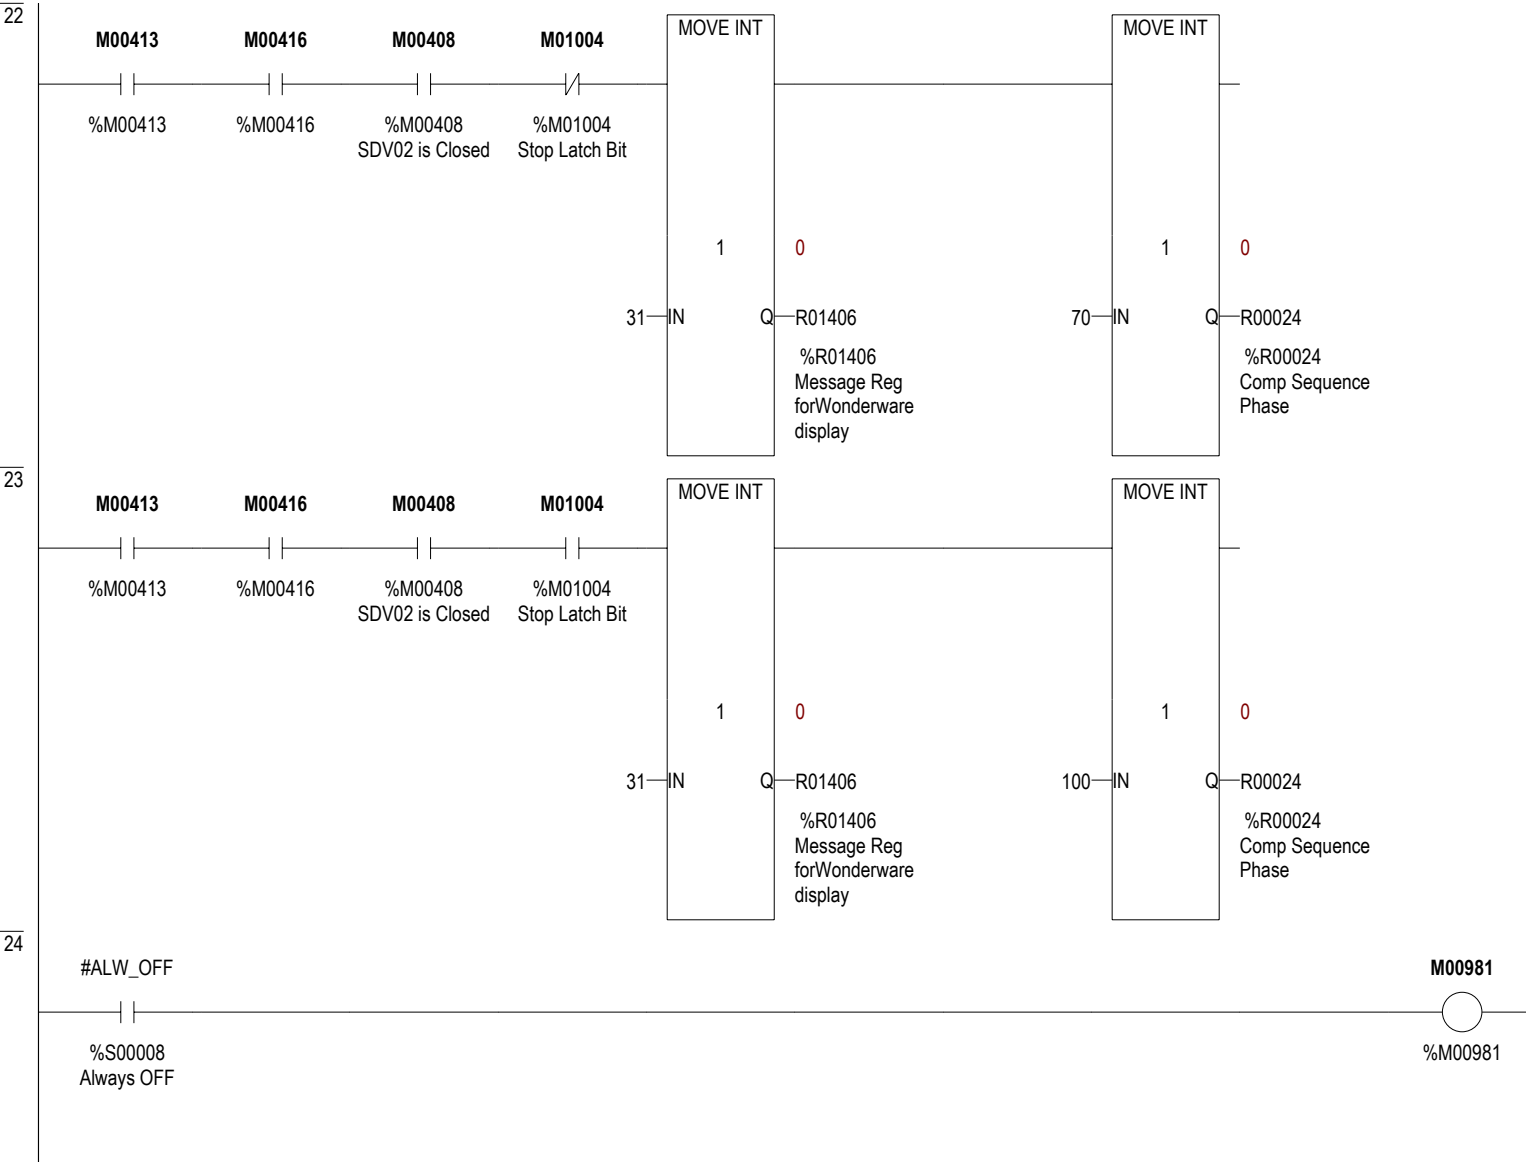 22
M00413 M00416 M00408 M01004 MOVE INT MOVE INT
%M00413 %M00416 %M00408 %M01004
SDV02 is Closed Stop Latch Bit
1 0 1 0
31 IN Q R01406 70 IN Q R00024
%R01406 %R00024
Message Reg Comp Sequence
forWonderware Phase
display
23
M00413 M00416 M00408 M01004 MOVE INT MOVE INT
%M00413 %M00416 %M00408 %M01004
SDV02 is Closed Stop Latch Bit
1 0 1 0
31 IN Q R01406 100 IN Q R00024
%R01406 %R00024
Message Reg Comp Sequence
forWonderware Phase
display
24
#ALW_OFF M00981
%S00008 %M00981
Always OFF